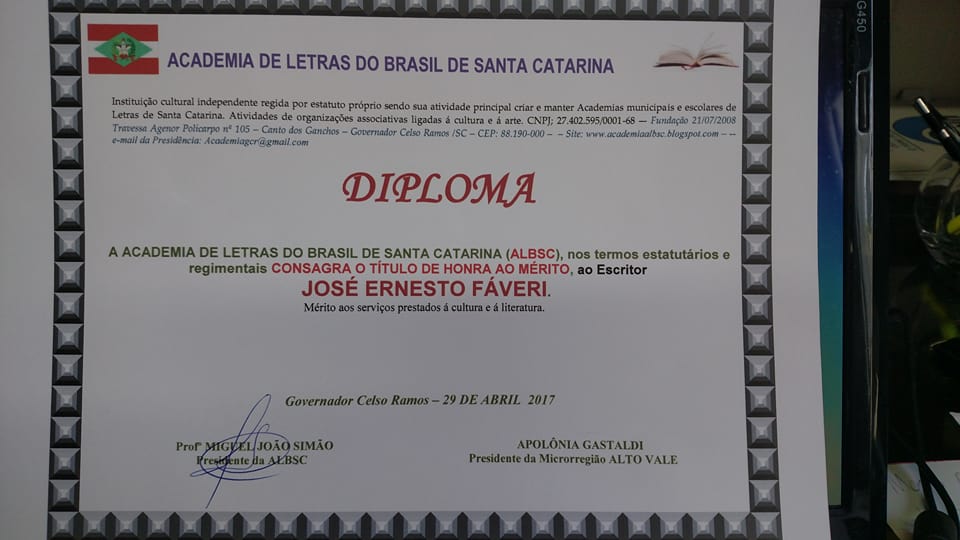 ACADEMIA DE LETRAS DO BRASIL DE SANTA CATARINA
Instituição cultural independente regida por estatuto próprio sendo sua atividade principal criar e manter Academias municipais e escolares de
Letras de Santa Catarina. Atividades de organizações associativas ligadas á cultura e á arte. CNPJ; 27.402.595/0001-68 — Fundação 21/07/2008
Travessa Agenor Policarpo nº 105 – Canto dos Ganchos – Governador Celso Ramos /SC – CEP: 88.190-000 – – Site: www.academiaalbsc.blogspot.com – –
e-mail da Presidência: Academiagcr@gmail.com
DIPLOMA
A ACADEMIA DE LETRAS DO BRASIL DE SANTA CATARINA (ALBSC), nos termos estatutários e
regimentais CONSAGRA O TÍTULO DE HONRA AO MÉRITO, ao Escritor
JOSÉ ERNESTO FÁVERI.
Mérito aos serviços prestados á cultura e á literatura.
Governador Celso Ramos – 29 DE ABRIL 2017
Profº MIGUEL JOÃO SIMÃO
Presidente da ALBSC
APOLÔNIA GASTALDI
Presidente da Microrregião ALTO VALE
G450